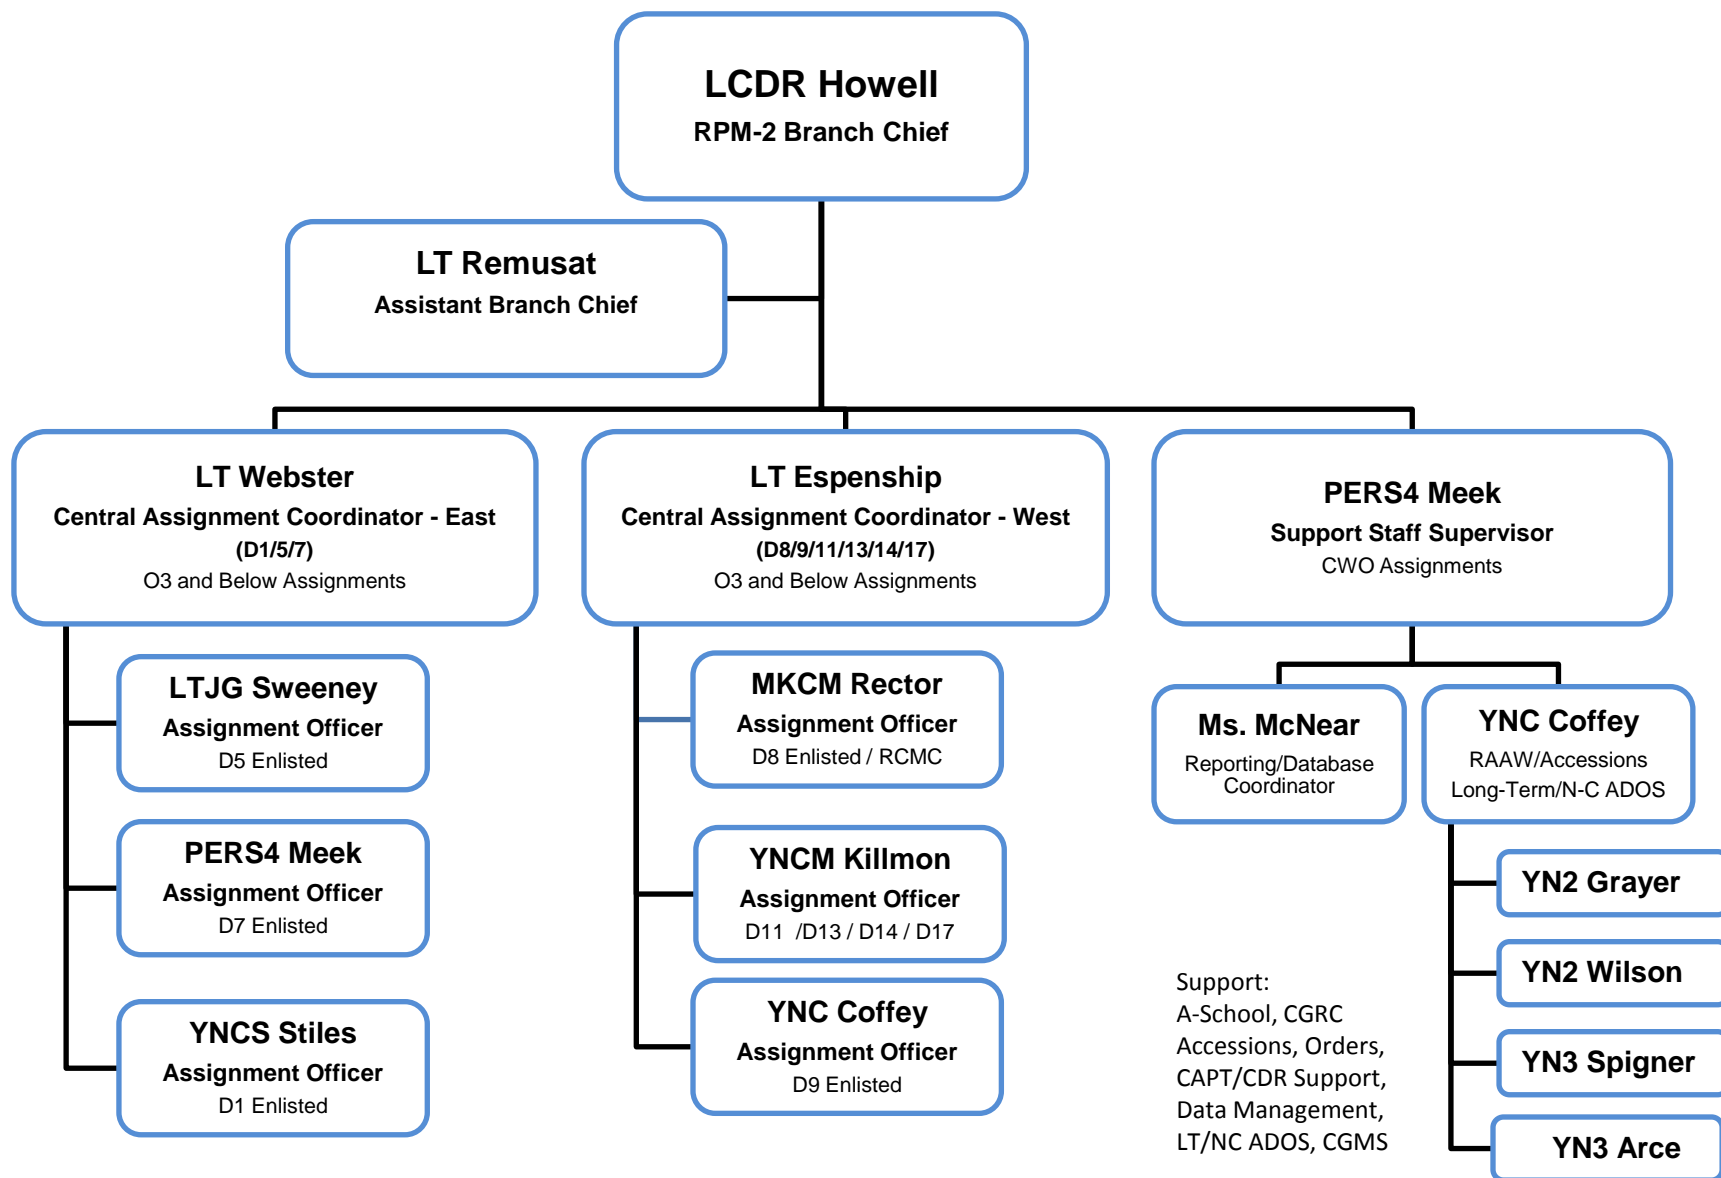 LCDR Howell
RPM-2 Branch Chief
LT Remusat
Assistant Branch Chief
LT Webster
Central Assignment Coordinator - East
(D1/5/7)
O3 and Below Assignments
LT Espenship
Central Assignment Coordinator - West
(D8/9/11/13/14/17)
O3 and Below Assignments
PERS4 Meek
Support Staff Supervisor
CWO Assignments
LTJG Sweeney
Assignment Officer
D5 Enlisted
PERS4 Meek
Assignment Officer
D7 Enlisted
YNCS Stiles
Assignment Officer
D1 Enlisted
MKCM Rector
Assignment Officer
D8 Enlisted / RCMC
YNCM Killmon
Assignment Officer
D11  /D13 / D14 / D17
YNC Coffey
Assignment Officer
D9 Enlisted
Ms. McNear
Reporting/Database
Coordinator
YNC Coffey
RAAW/Accessions
Long-Term/N-C ADOS
YN2 Grayer
YN2 Wilson
YN3 Spigner
YN3 Arce
Support:
A-School, CGRC
Accessions, Orders,
CAPT/CDR Support,
Data Management,
LT/NC ADOS, CGMS